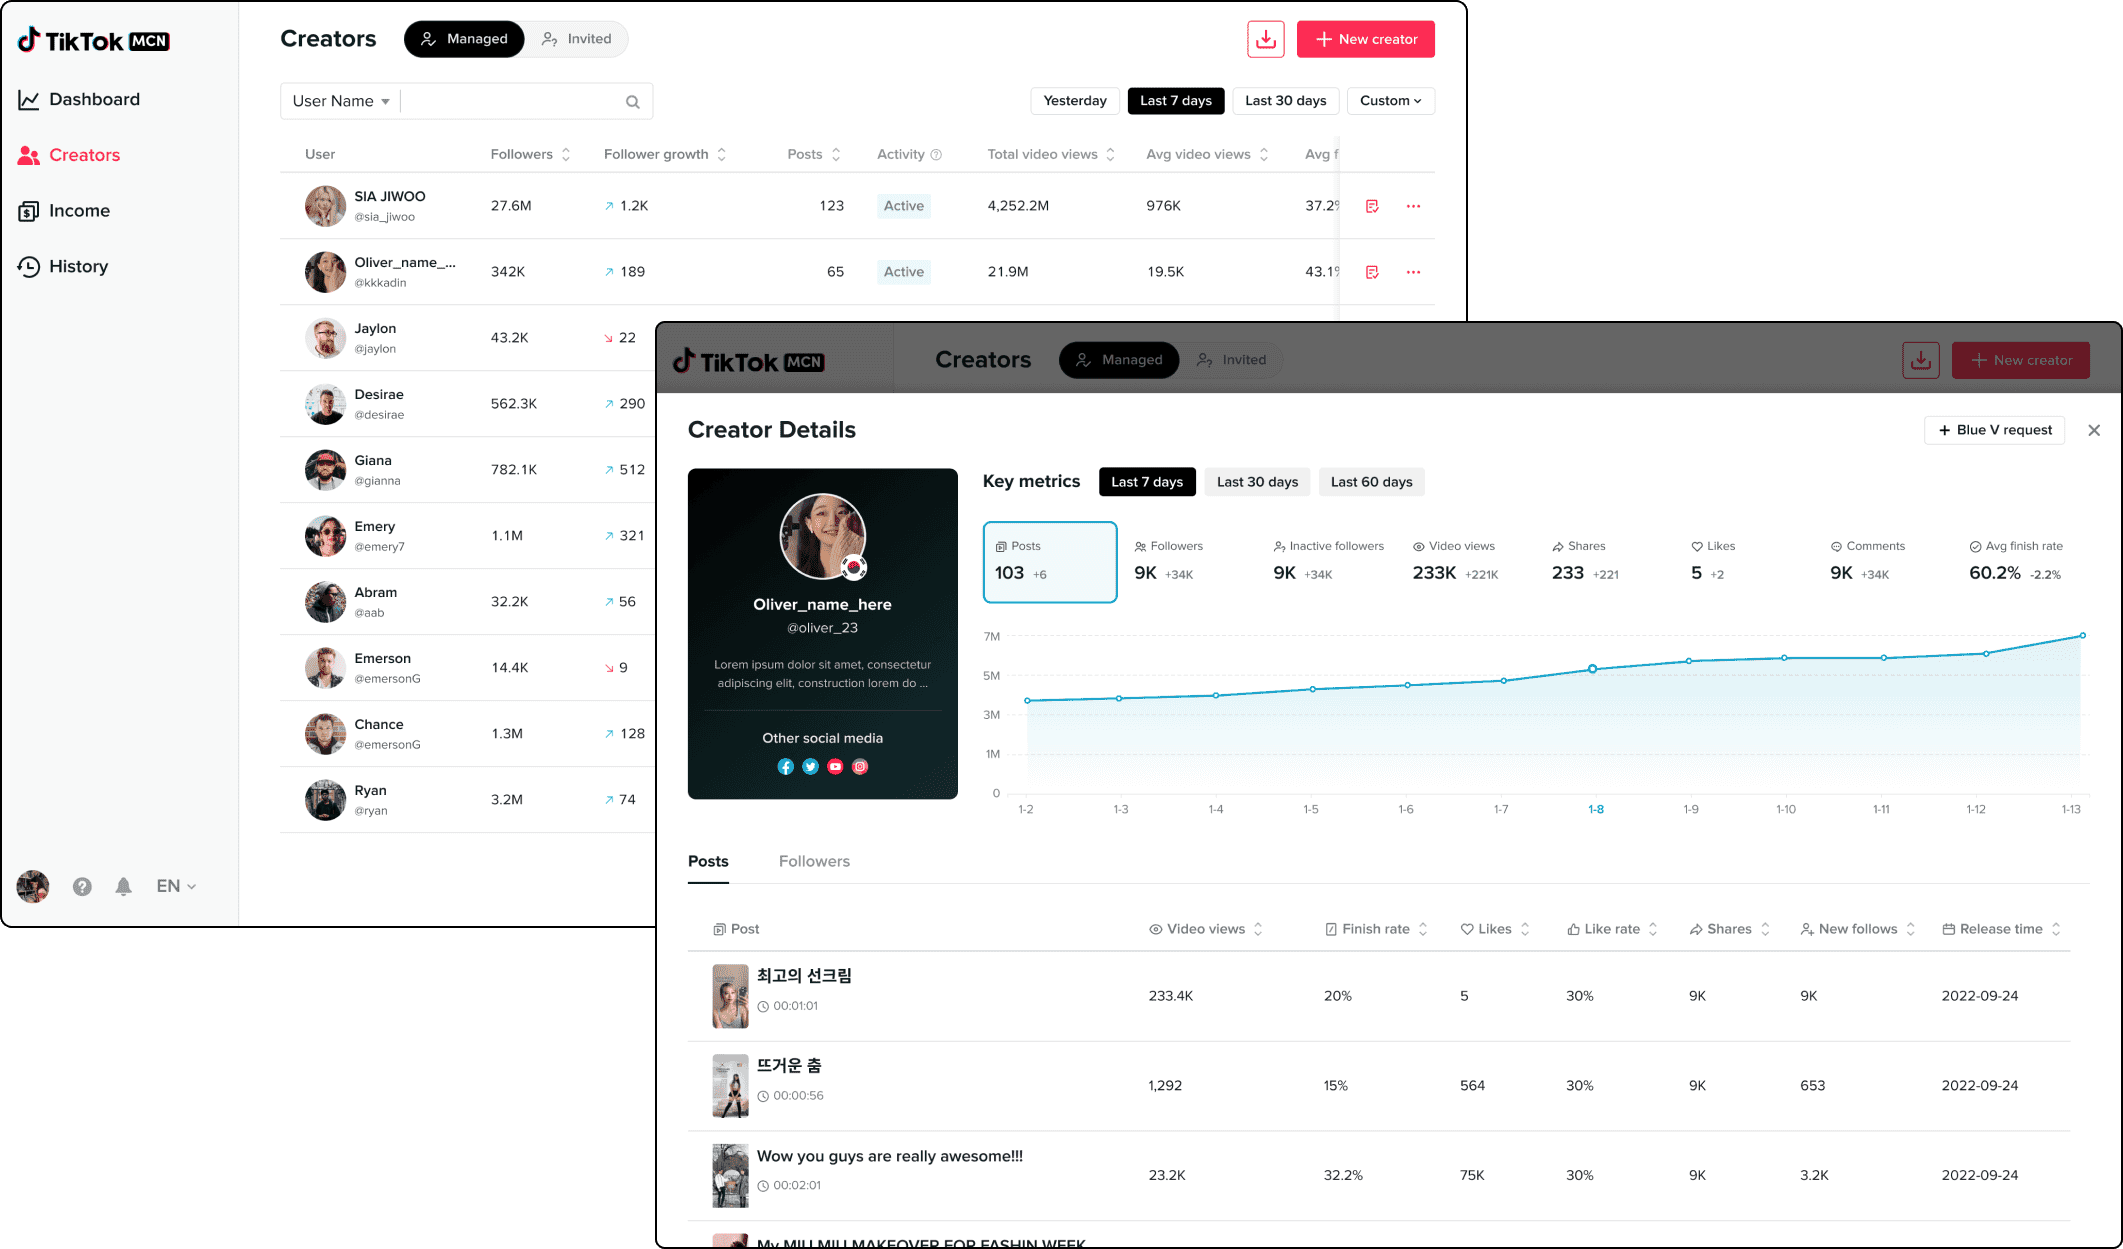 TikTok MCN
Dashboard
Creators
Income
History
EN
Creators
Managed
Invited
New creator
User Name
Yesterday
Last 7 days
Last 30 days
Custom
User Followers Follower growth Posts Activity Total video views Avg video views Avg f
SIA JIWOO
@sia_jiwoo
27.6M 1.2K 123 Active 4,252.2M 976K 37.2%
Oliver_name_...
@kkkadin
342K 189 65 Active 21.9M 19.5K 43.1%
Jaylon
@jaylon
43.2K 22
Desirae
@desirae
562.3K 290
Giana
@gianna
782.1K 512
Emery
@emery7
1.1M 321
Abram
@aab
32.2K 56
Emerson
@emersonG
14.4K 9
Chance
@emersonG
1.3M 128
Ryan
@ryan
3.2M 74
TikTok MCN
Creators
Managed
Invited
New creator
Creator Details
+ Blue V request
Oliver_name_here
@oliver_23
Lorem ipsum dolor sit amet, consectetur
adipiscing elit, construction lorem do ...
Other social media
Key metrics
Last 7 days
Last 30 days
Last 60 days
Posts
103 +6
Followers
9K +34K
Inactive followers
9K +34K
Video views
233K +221K
Shares
233 +221
Likes
5 +2
Comments
9K +34K
Avg finish rate
60.2% -2.2%
7M
5M
3M
1M
0
1-2 1-3 1-4 1-5 1-6 1-7 1-8 1-9 1-10 1-11 1-12 1-13
Posts
Followers
Post Video views Finish rate Likes Like rate Shares New follows Release time
최고의 선크림
00:01:01
233.4K 20% 5 30% 9K 9K 2022-09-24
뜨거운 춤
00:00:56
1,292 15% 564 30% 9K 653 2022-09-24
Wow you guys are really awesome!!!
00:02:01
23.2K 32.2% 75K 30% 9K 3.2K 2022-09-24
My MIU MIU MAKEOVER FOR FASHIN WEEK